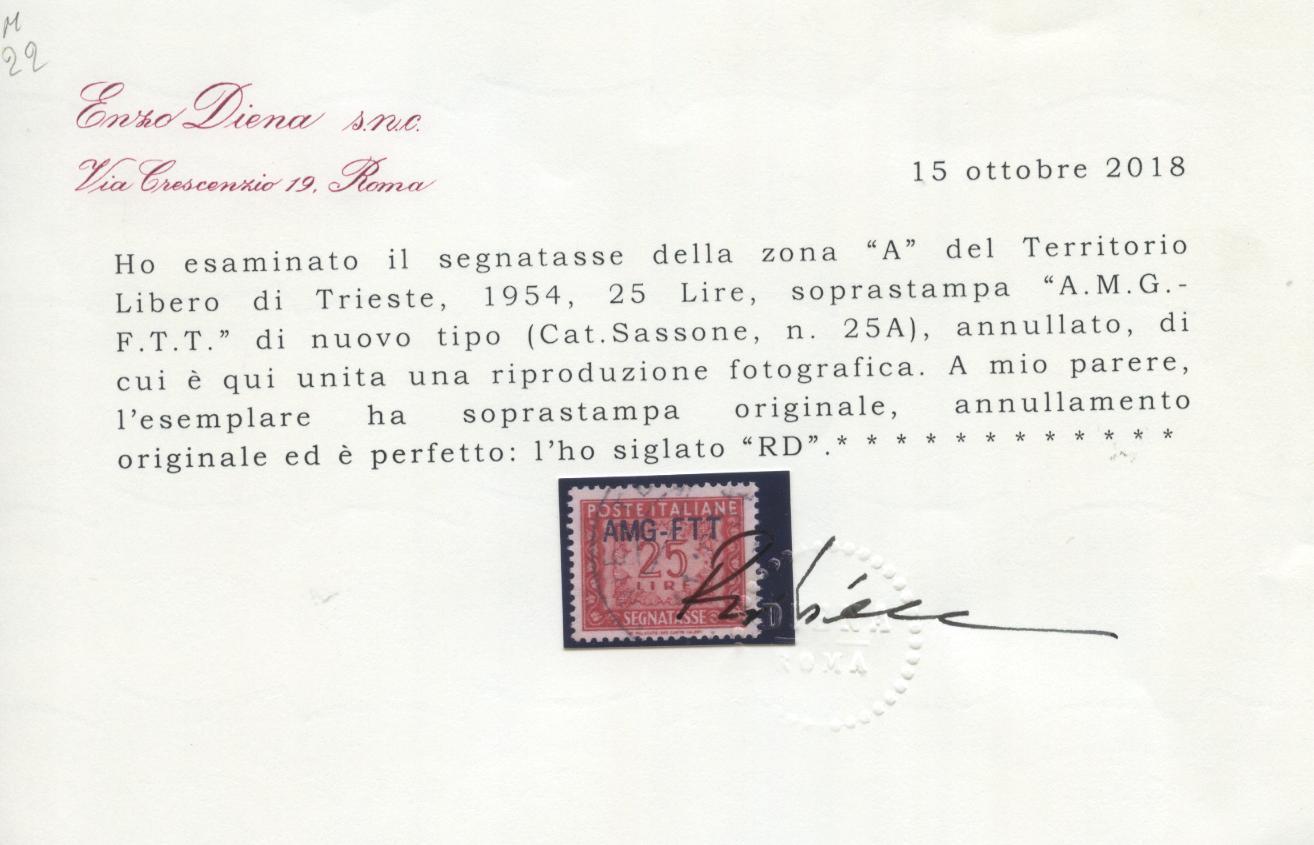 M
22
Enzo Diena s.n.c.
Via Crescenzio 19, Roma
15 ottobre 2018
Ho esaminato il segnatasse della zona “A” del Territorio
Libero di Trieste, 1954, 25 Lire, soprastampa “A.M.G.-
F.T.T.” di nuovo tipo (Cat.Sassone, n. 25A), annullato, di
cui è qui unita una riproduzione fotografica. A mio parere,
l’esemplare ha soprastampa originale, annullamento
originale ed è perfetto: l’ho siglato “RD”.* * * * * * * * * * * *
POSTE ITALIANE
AMG-FTT
25
LIRE
SEGNATASSE